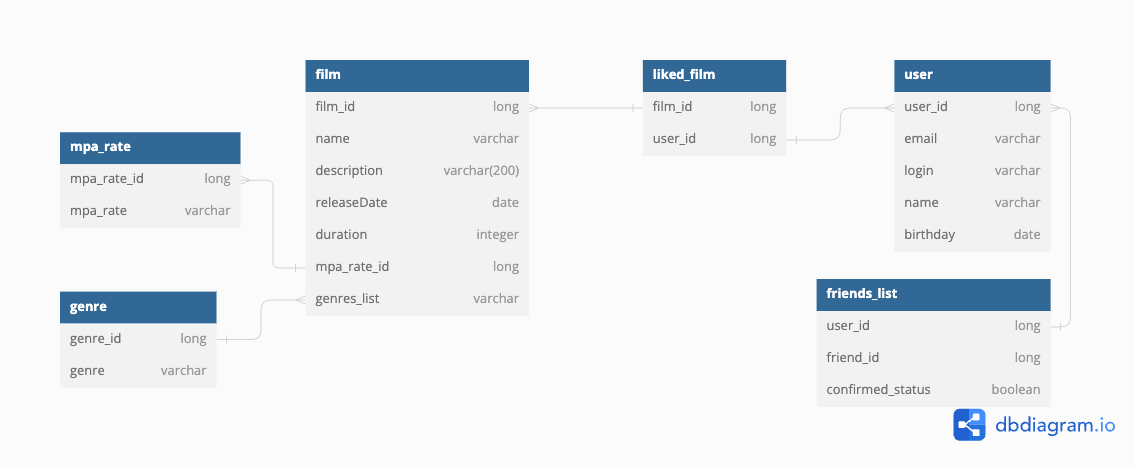 film
film_id long
name varchar
description varchar(200)
releaseDate date
duration integer
mpa_rate_id long
genres_list varchar
liked_film
film_id long
user_id long
user
user_id long
email varchar
login varchar
name varchar
birthday date
mpa_rate
mpa_rate_id long
mpa_rate varchar
genre
genre_id long
genre varchar
friends_list
user_id long
friend_id long
confirmed_status boolean
dbdiagram.io